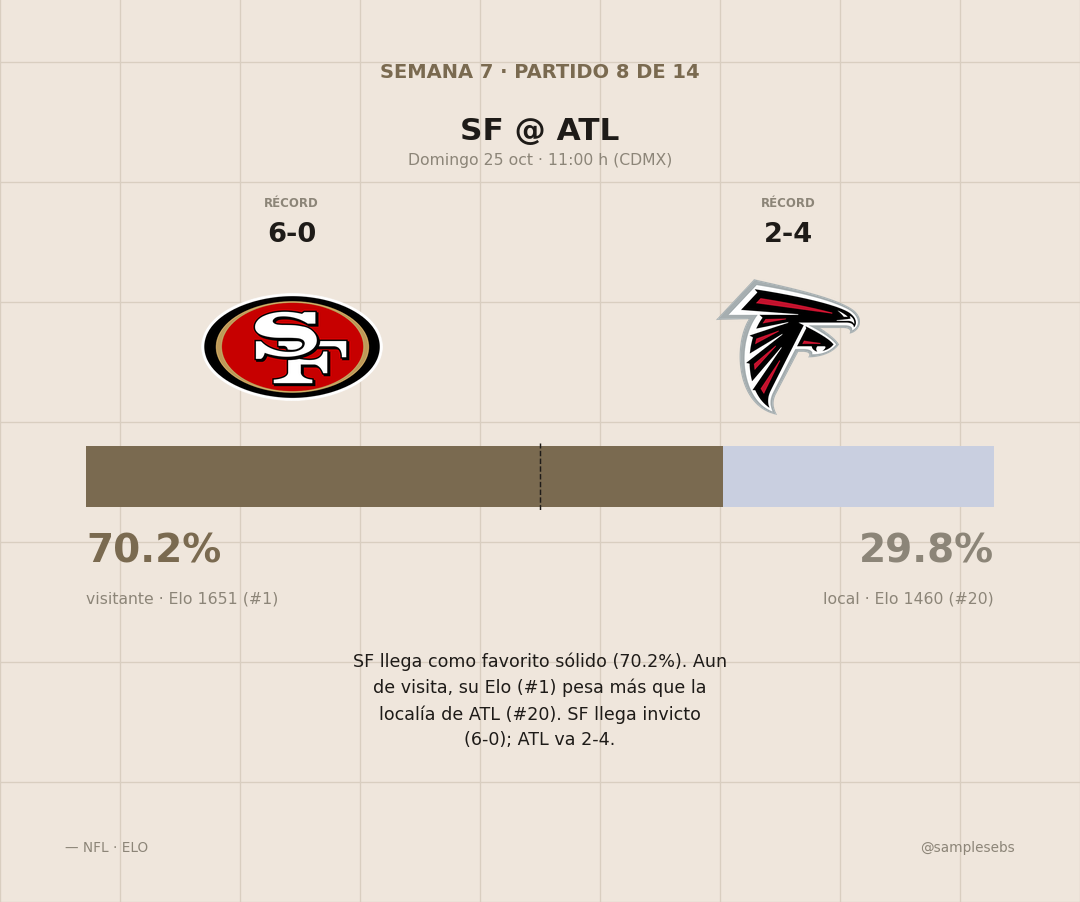 SEMANA 7 · PARTIDO 8 DE 14
SF @ ATL
Domingo 25 oct · 11:00 h (CDMX)
RÉCORD
6-0
RÉCORD
2-4
SF
70.2%
29.8%
visitante · Elo 1651 (#1)
local · Elo 1460 (#20)
SF llega como favorito sólido (70.2%). Aun
de visita, su Elo (#1) pesa más que la
localía de ATL (#20). SF llega invicto
(6-0); ATL va 2-4.
— NFL · ELO
@samplesebs